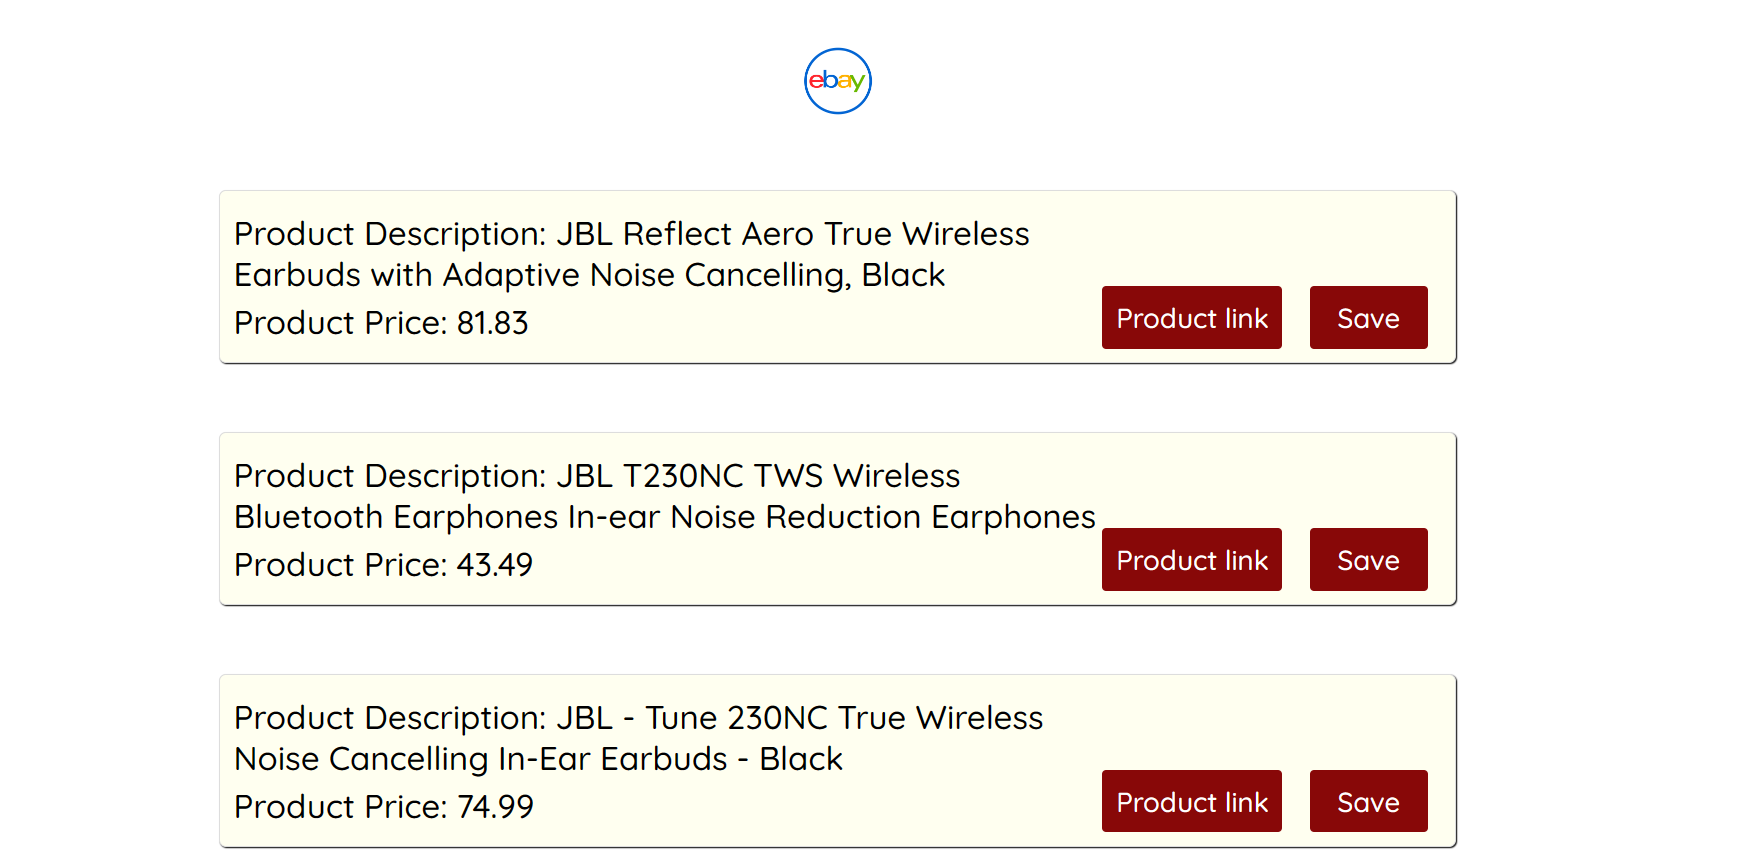 ebay
Product Description: JBL Reflect Aero True Wireless
Earbuds with Adaptive Noise Cancelling, Black
Product Price: 81.83
Product link
Save
Product Description: JBL T230NC TWS Wireless
Bluetooth Earphones In-ear Noise Reduction Earphones
Product Price: 43.49
Product link
Save
Product Description: JBL - Tune 230NC True Wireless
Noise Cancelling In-Ear Earbuds - Black
Product Price: 74.99
Product link
Save